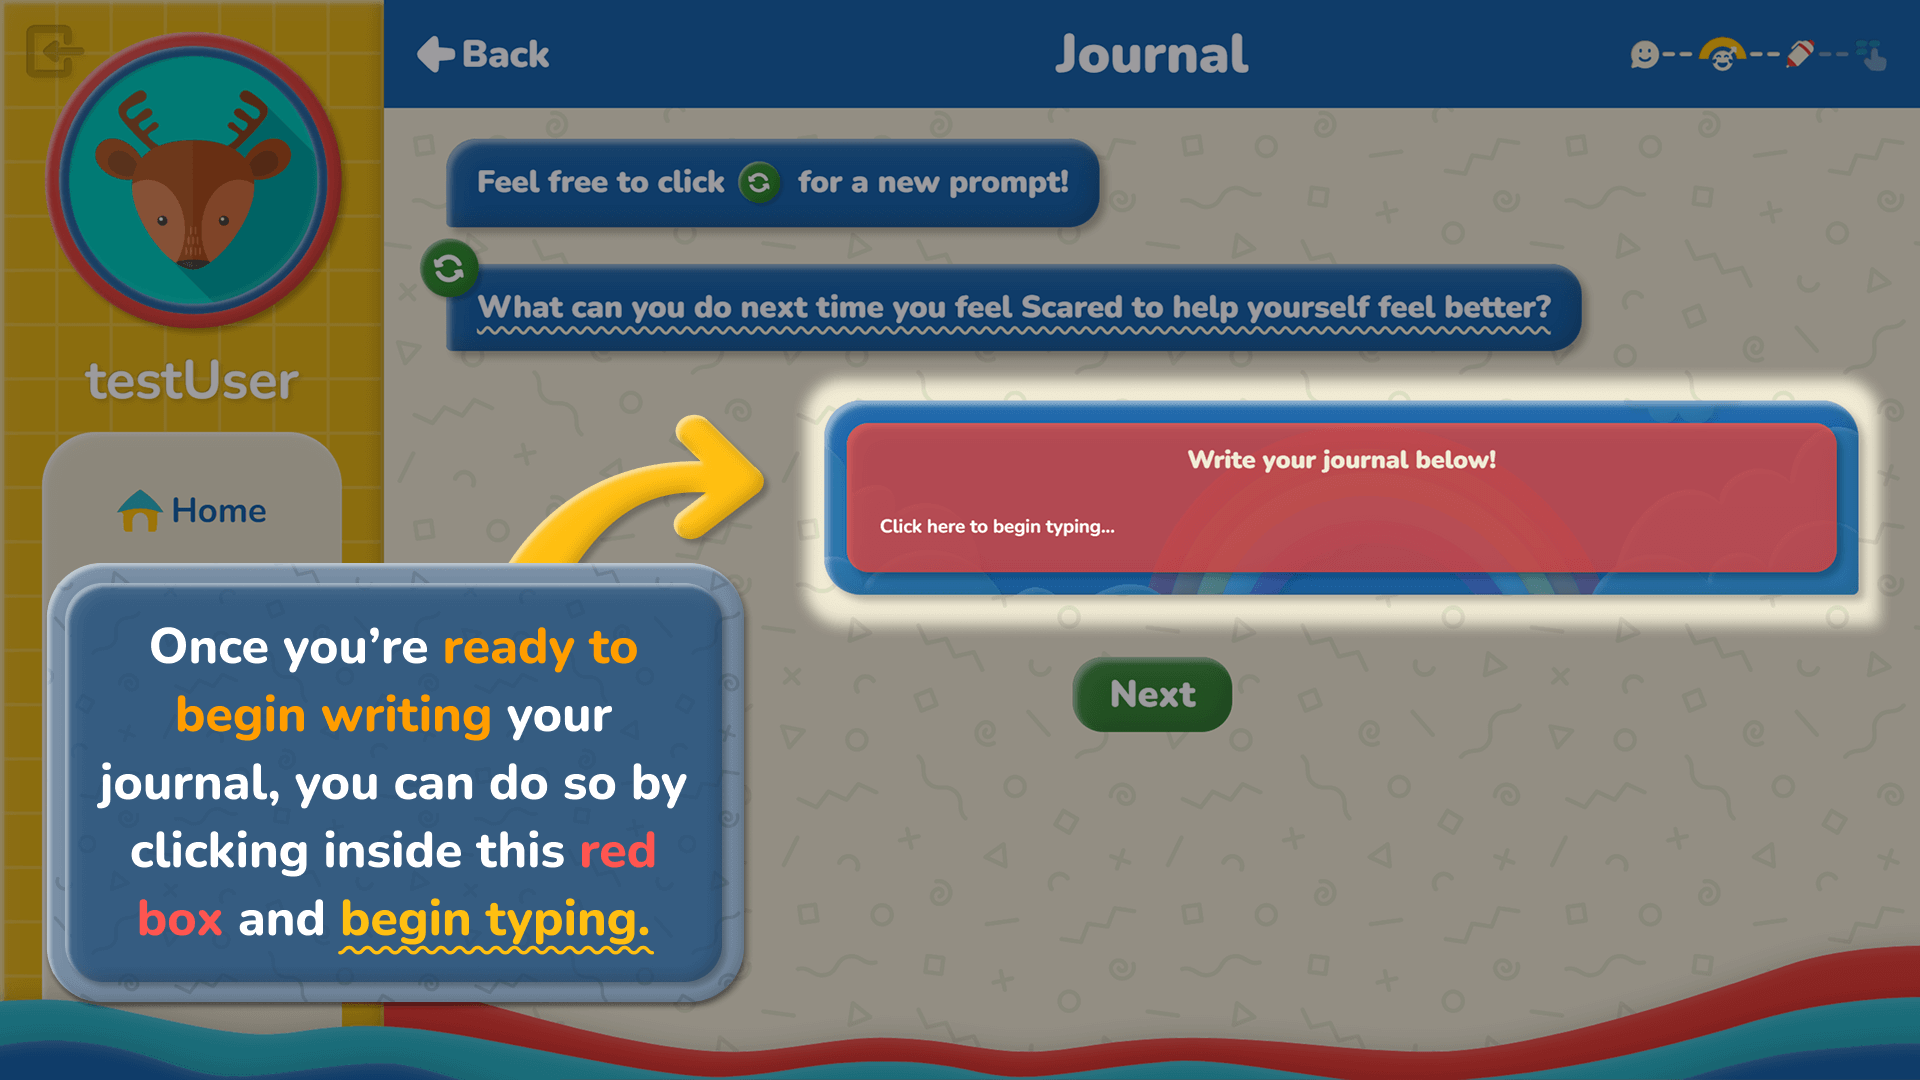 Back
Journal
Feel free to click for a new prompt!
What can you do next time you feel Scared to help yourself feel better?
testUser
Write your journal below!
Click here to begin typing...
Home
Once you’re ready to
begin writing your
journal, you can do so by
clicking inside this red
box and begin typing.
Next